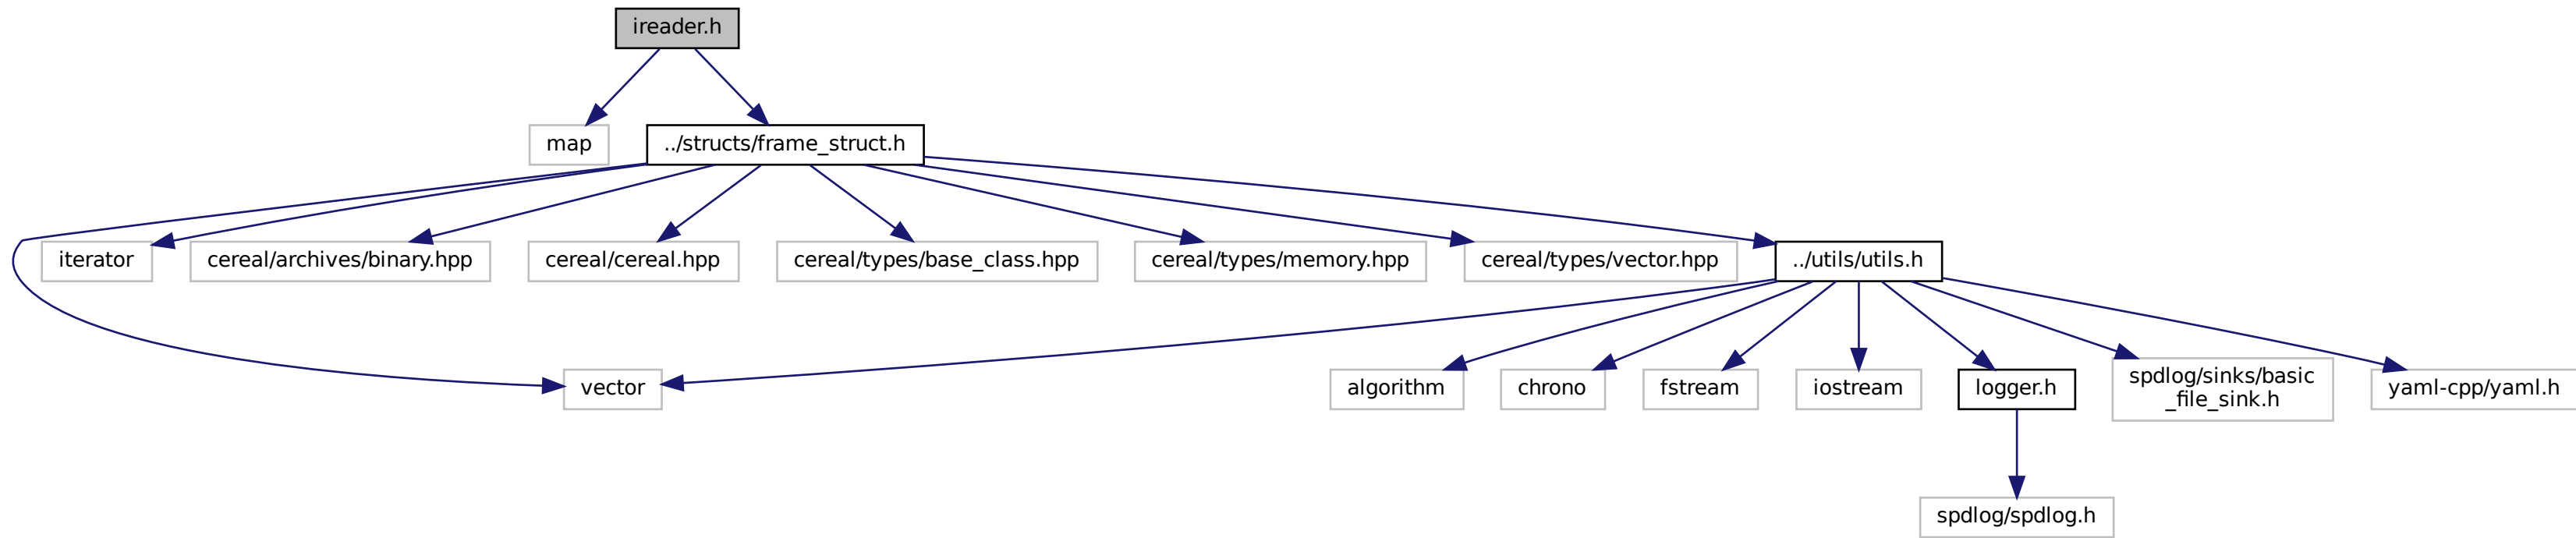 ireader.h
map
../structs/frame_struct.h
iterator
cereal/archives/binary.hpp
cereal/cereal.hpp
cereal/types/base_class.hpp
cereal/types/memory.hpp
cereal/types/vector.hpp
../utils/utils.h
vector
algorithm
chrono
fstream
iostream
logger.h
spdlog/sinks/basic
_file_sink.h
yaml-cpp/yaml.h
spdlog/spdlog.h